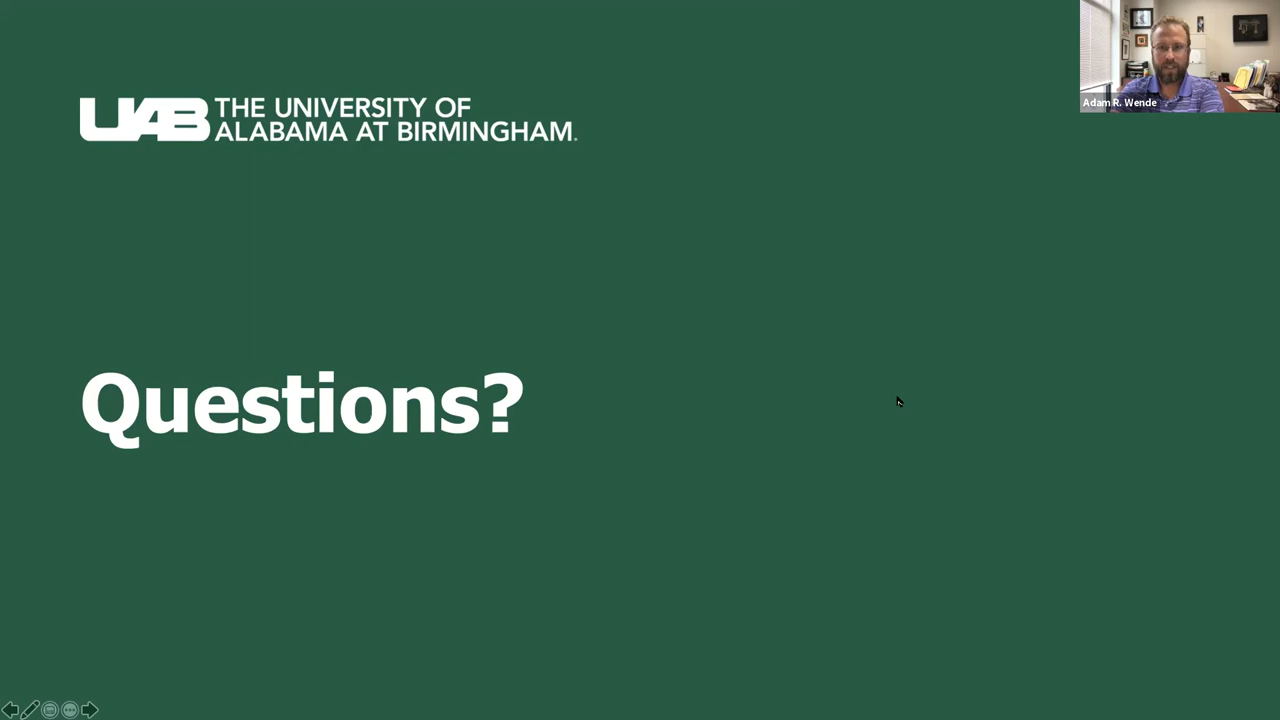 UAB THE UNIVERSITY OF
ALABAMA AT BIRMINGHAM.
Adam R. Wende
Questions?